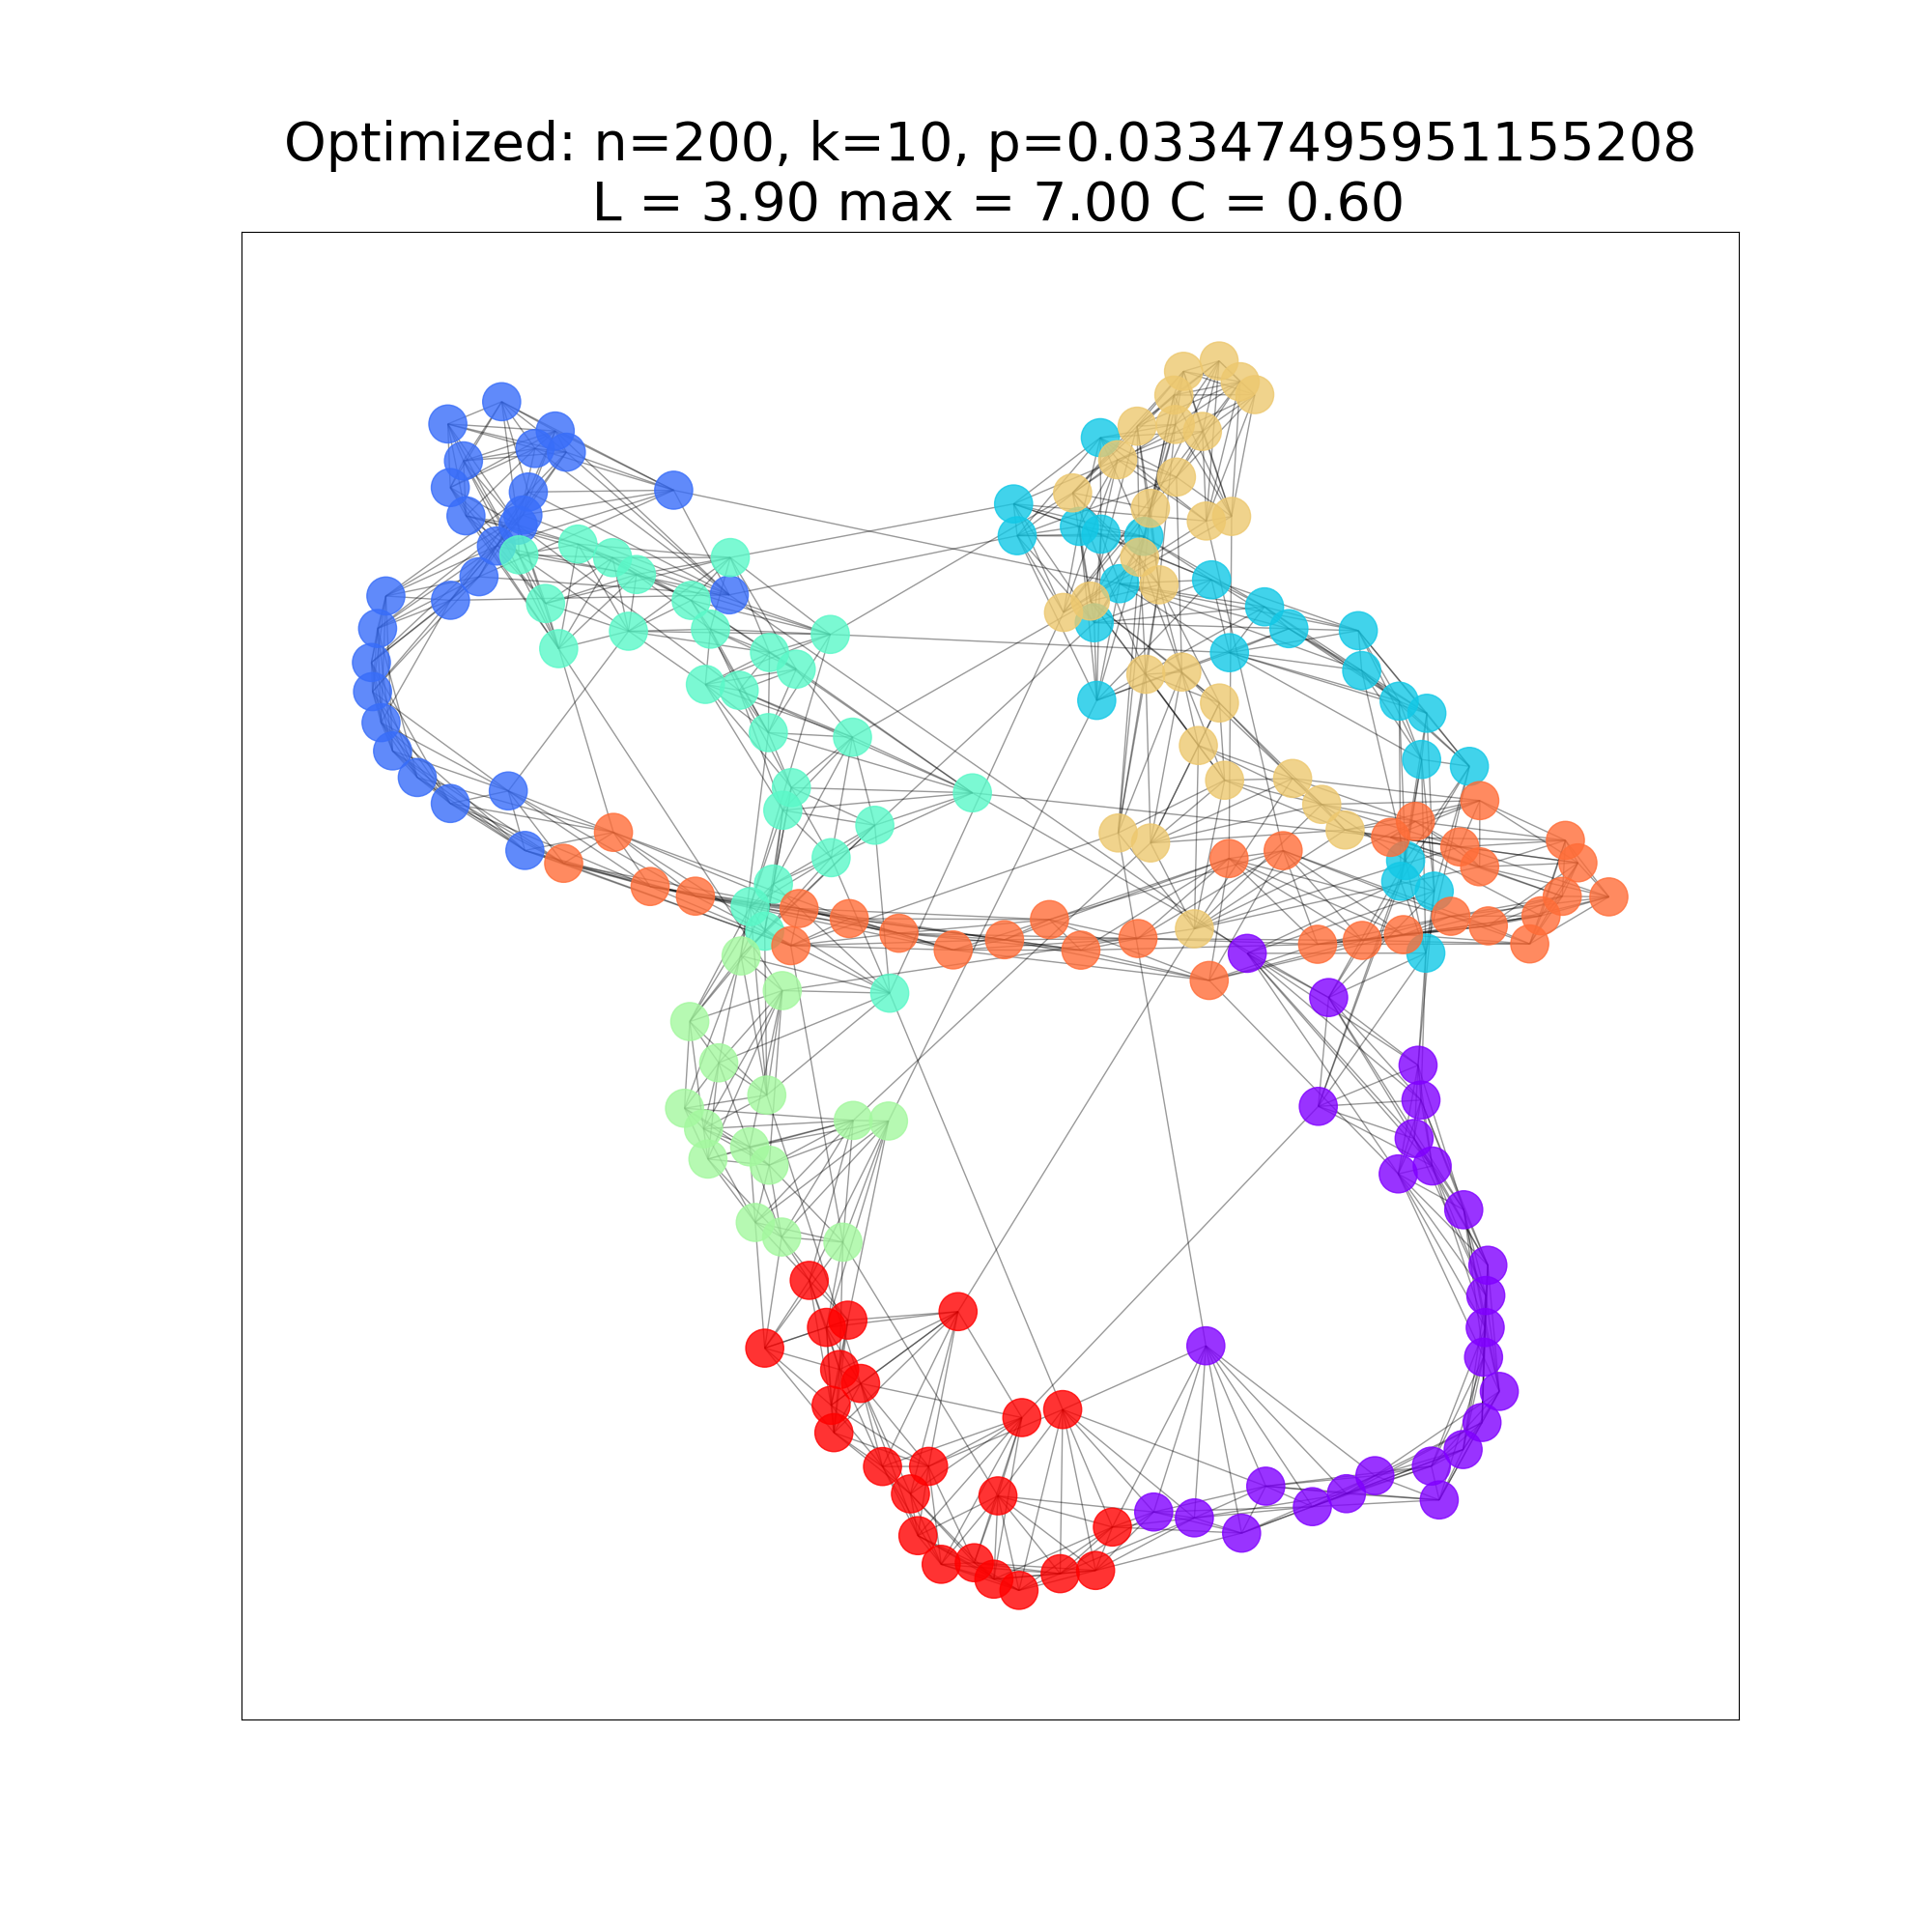 Optimized: n=200, k=10, p=0.03347495951155208
L = 3.90 max = 7.00 C = 0.60